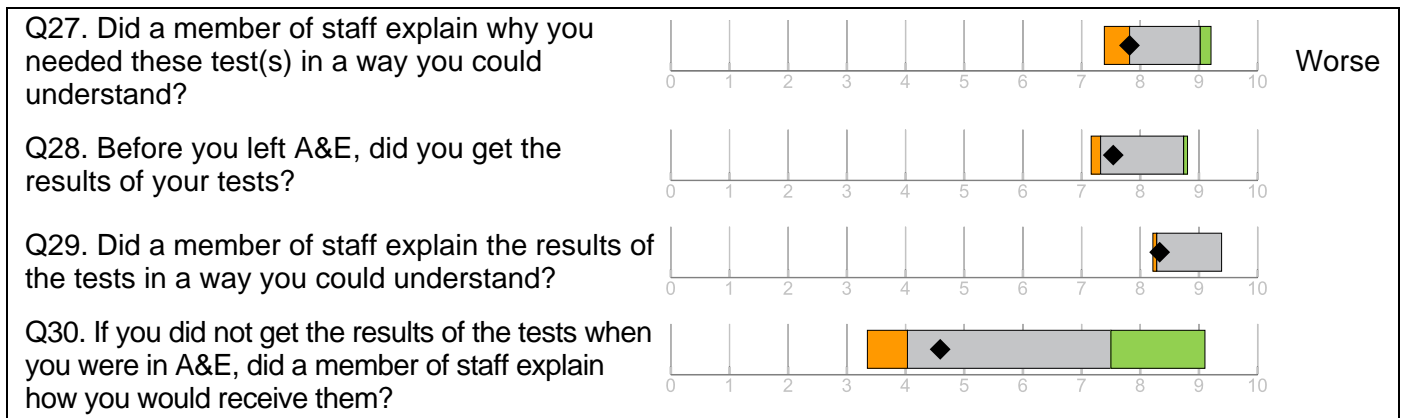 Q27. Did a member of staff explain why you
needed these test(s) in a way you could
understand?
0 1 2 3 4 5 6 7 8 9 10
Worse
Q28. Before you left A&E, did you get the
results of your tests?
0 1 2 3 4 5 6 7 8 9 10
Q29. Did a member of staff explain the results of
the tests in a way you could understand?
0 1 2 3 4 5 6 7 8 9 10
Q30. If you did not get the results of the tests when
you were in A&E, did a member of staff explain
how you would receive them?
0 1 2 3 4 5 6 7 8 9 10